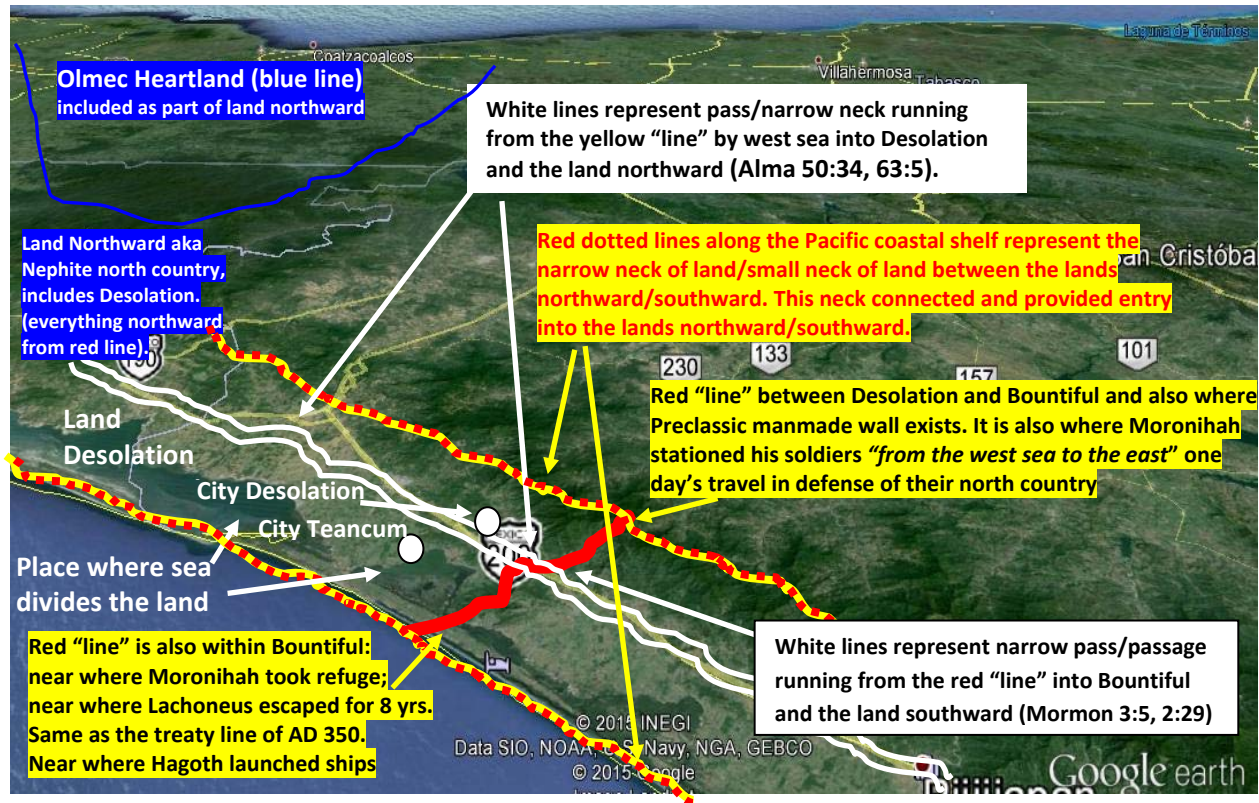 Coatzacoalcos
Laguna de Términos
Villahermosa
Tabasco
Olmec Heartland (blue line)
included as part of land northward
White lines represent pass/narrow neck running
from the yellow “line” by west sea into Desolation
and the land northward (Alma 50:34, 63:5).
Land Northward aka
Nephite north country,
includes Desolation.
(everything northward
from red line).
Red dotted lines along the Pacific coastal shelf represent the
narrow neck of land/small neck of land between the lands
northward/southward. This neck connected and provided entry
into the lands northward/southward.
an Cristóba
190
230
133
101
157
Red “line” between Desolation and Bountiful and also where
Preclassic manmade wall exists. It is also where Moronihah
stationed his soldiers “from the west sea to the east” one
day’s travel in defense of their north country
Land
Desolation
City Desolation
City Teancum
200
Place where sea
divides the land
Red “line” is also within Bountiful:
near where Moronihah took refuge;
near where Lachoneus escaped for 8 yrs.
Same as the treaty line of AD 350.
Near where Hagoth launched ships
White lines represent narrow pass/passage
running from the red “line” into Bountiful
and the land southward (Mormon 3:5, 2:29)
© 2015 INEGI
Data SIO, NOAA, U.S. Navy, NGA, GEBCO
© 2015 Google
Google earth